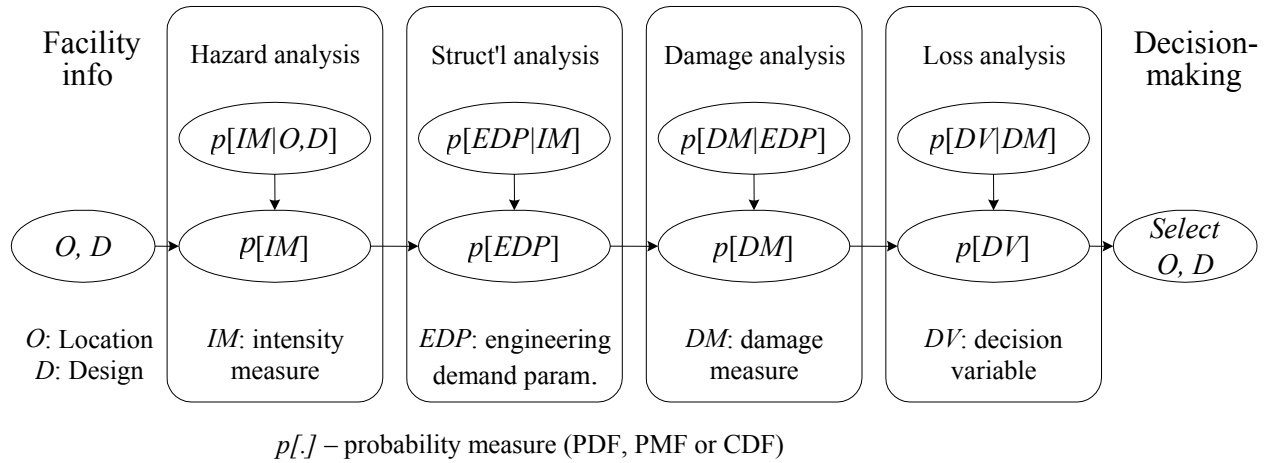 Facility
info
Hazard analysis
Struct'l analysis
Damage analysis
Loss analysis
Decision-
making
p[IM|O,D]
p[EDP|IM]
p[DM|EDP]
p[DV|DM]
O, D
p[IM]
p[EDP]
p[DM]
p[DV]
Select
O, D
O: Location
D: Design
IM: intensity
measure
EDP: engineering
demand param.
DM: damage
measure
DV: decision
variable
p[.] – probability measure (PDF, PMF or CDF)